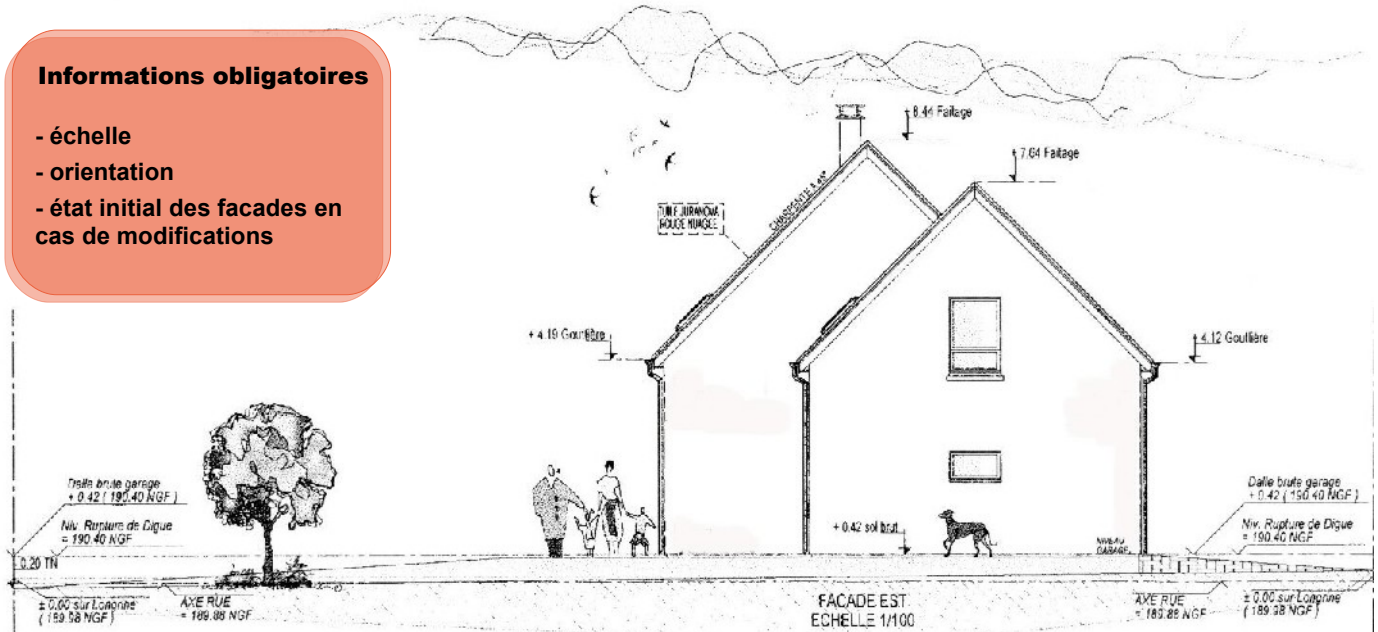 Informations obligatoires
- échelle
- orientation
- état initial des facades en
cas de modifications
+ 8.44 Faitage
+ 7.64 Faitage
TUILE JURANOVA
ROUGE NUAGEE
CHARPENTE A 45°
+ 4.19 Gouttière
+ 4.12 Gouttière
Dalle brute garage
+ 0.42 ( 190.40 NGF )
Niv. Rupture de Digue
= 190.40 NGF
- 0.20 TN
± 0.00 sur Longrine
( 189.98 NGF )
AXE RUE
= 189.88 NGF
+ 0.42 sol brut
NIVEAU
GARAGE
Dalle brute garage
+ 0.42 ( 190.40 NGF )
Niv. Rupture de Digue
= 190.40 NGF
AXE RUE
= 189.88 NGF
± 0.00 sur Longrine
( 189.98 NGF )
FACADE EST
ECHELLE 1/100